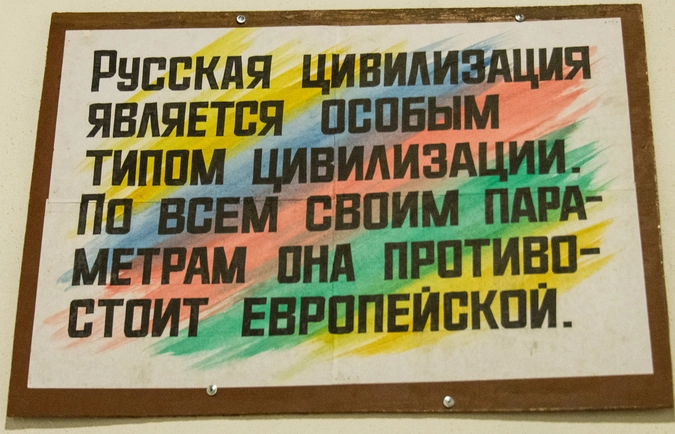 Русская цивилизация
является особым
типом цивилизации.
По всем своим пара-
метрам она противо-
стоит европейской.